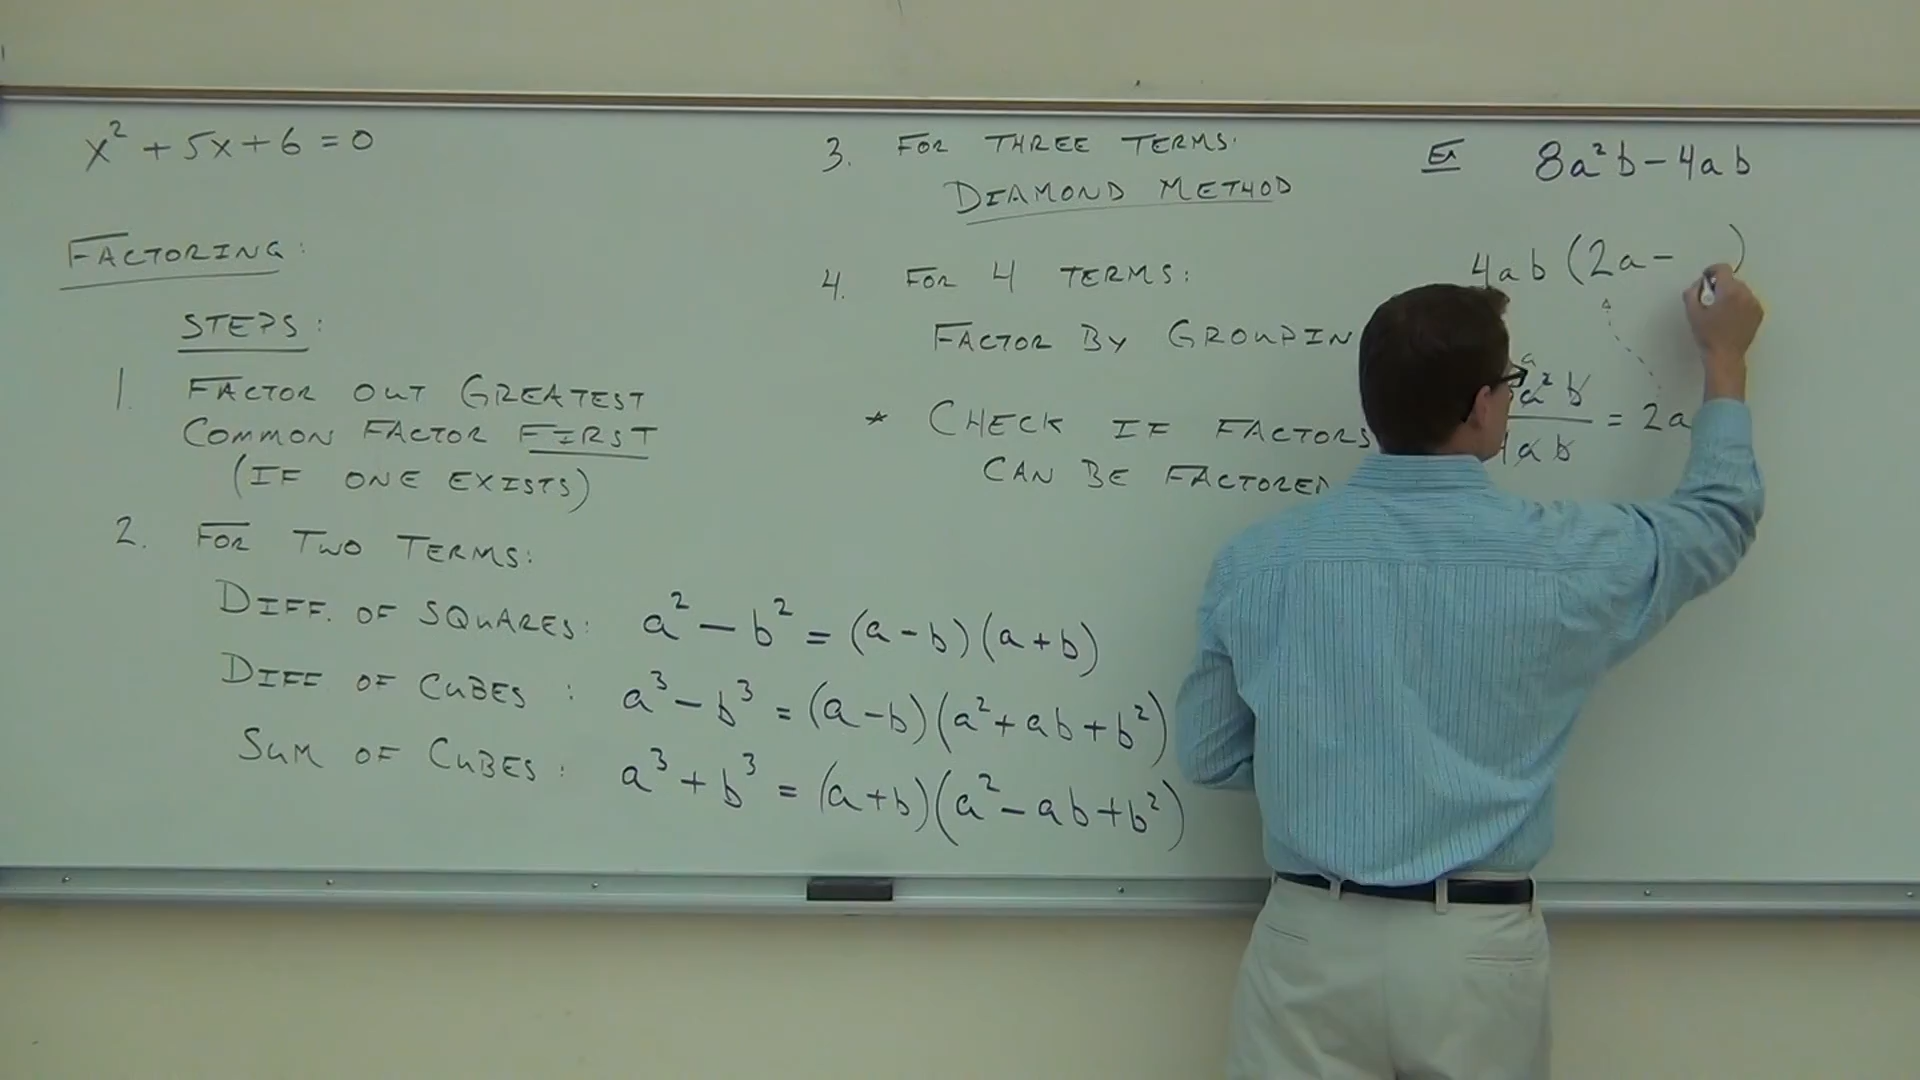 x² + 5x + 6 = 0
FACTORING:
STEPS:
1. FACTOR OUT GREATEST
COMMON FACTOR FIRST
(IF ONE EXISTS)
2. FOR TWO TERMS:
DIFF. OF SQUARES: a² - b² = (a - b)(a + b)
DIFF OF CUBES: a³ - b³ = (a - b)(a² + ab + b²)
SUM OF CUBES: a³ + b³ = (a + b)(a² - ab + b²)
3. FOR THREE TERMS:
DIAMOND METHOD
4. FOR 4 TERMS:
FACTOR BY GROUPIN
* CHECK IF FACTORS
CAN BE FACTORED
Ex 8a²b - 4ab
4ab (2a - )
a
a² b
= 2a
4ab